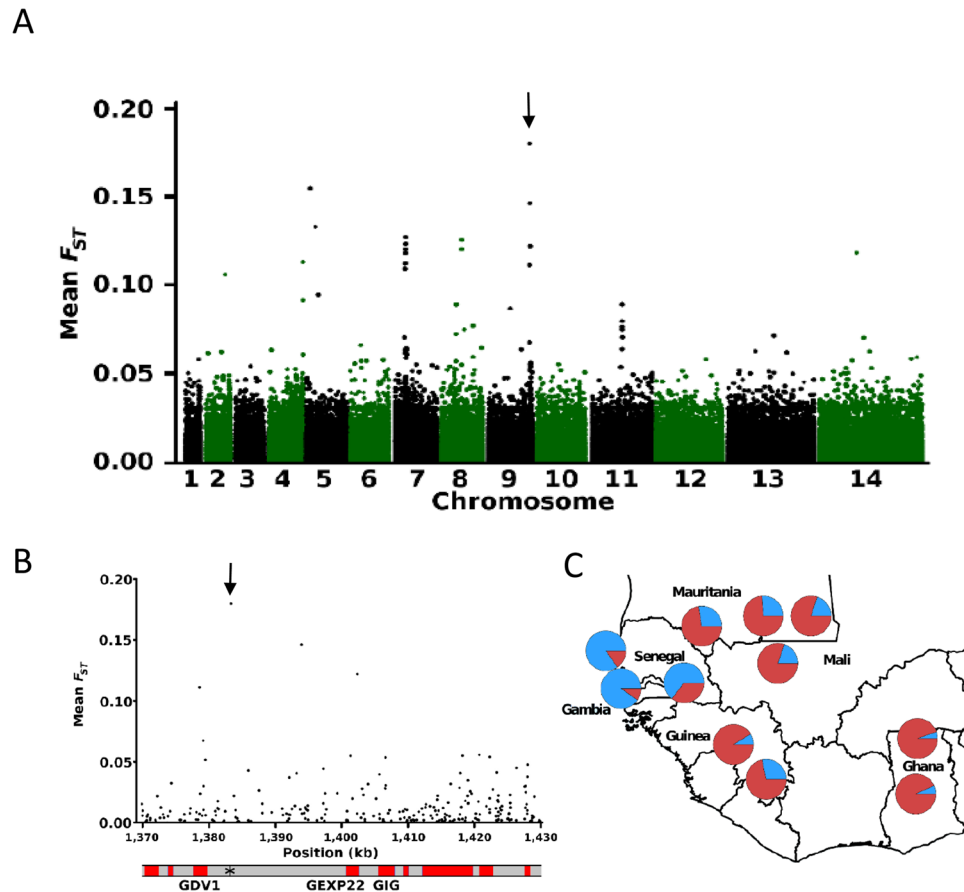 A
Mean FST
0.20
0.15
0.10
0.05
0.00
1 2 3 4 5 6 7 8 9 10 11 12 13 14
Chromosome
B
Mean FST
0.20
0.15
0.10
0.05
0.00
1,370 1,380 1,390 1,400 1,410 1,420 1,430
Position (kb)
*
GDV1 GEXP22 GIG
C
Mauritania
Senegal
Mali
Gambia
Guinea
Ghana